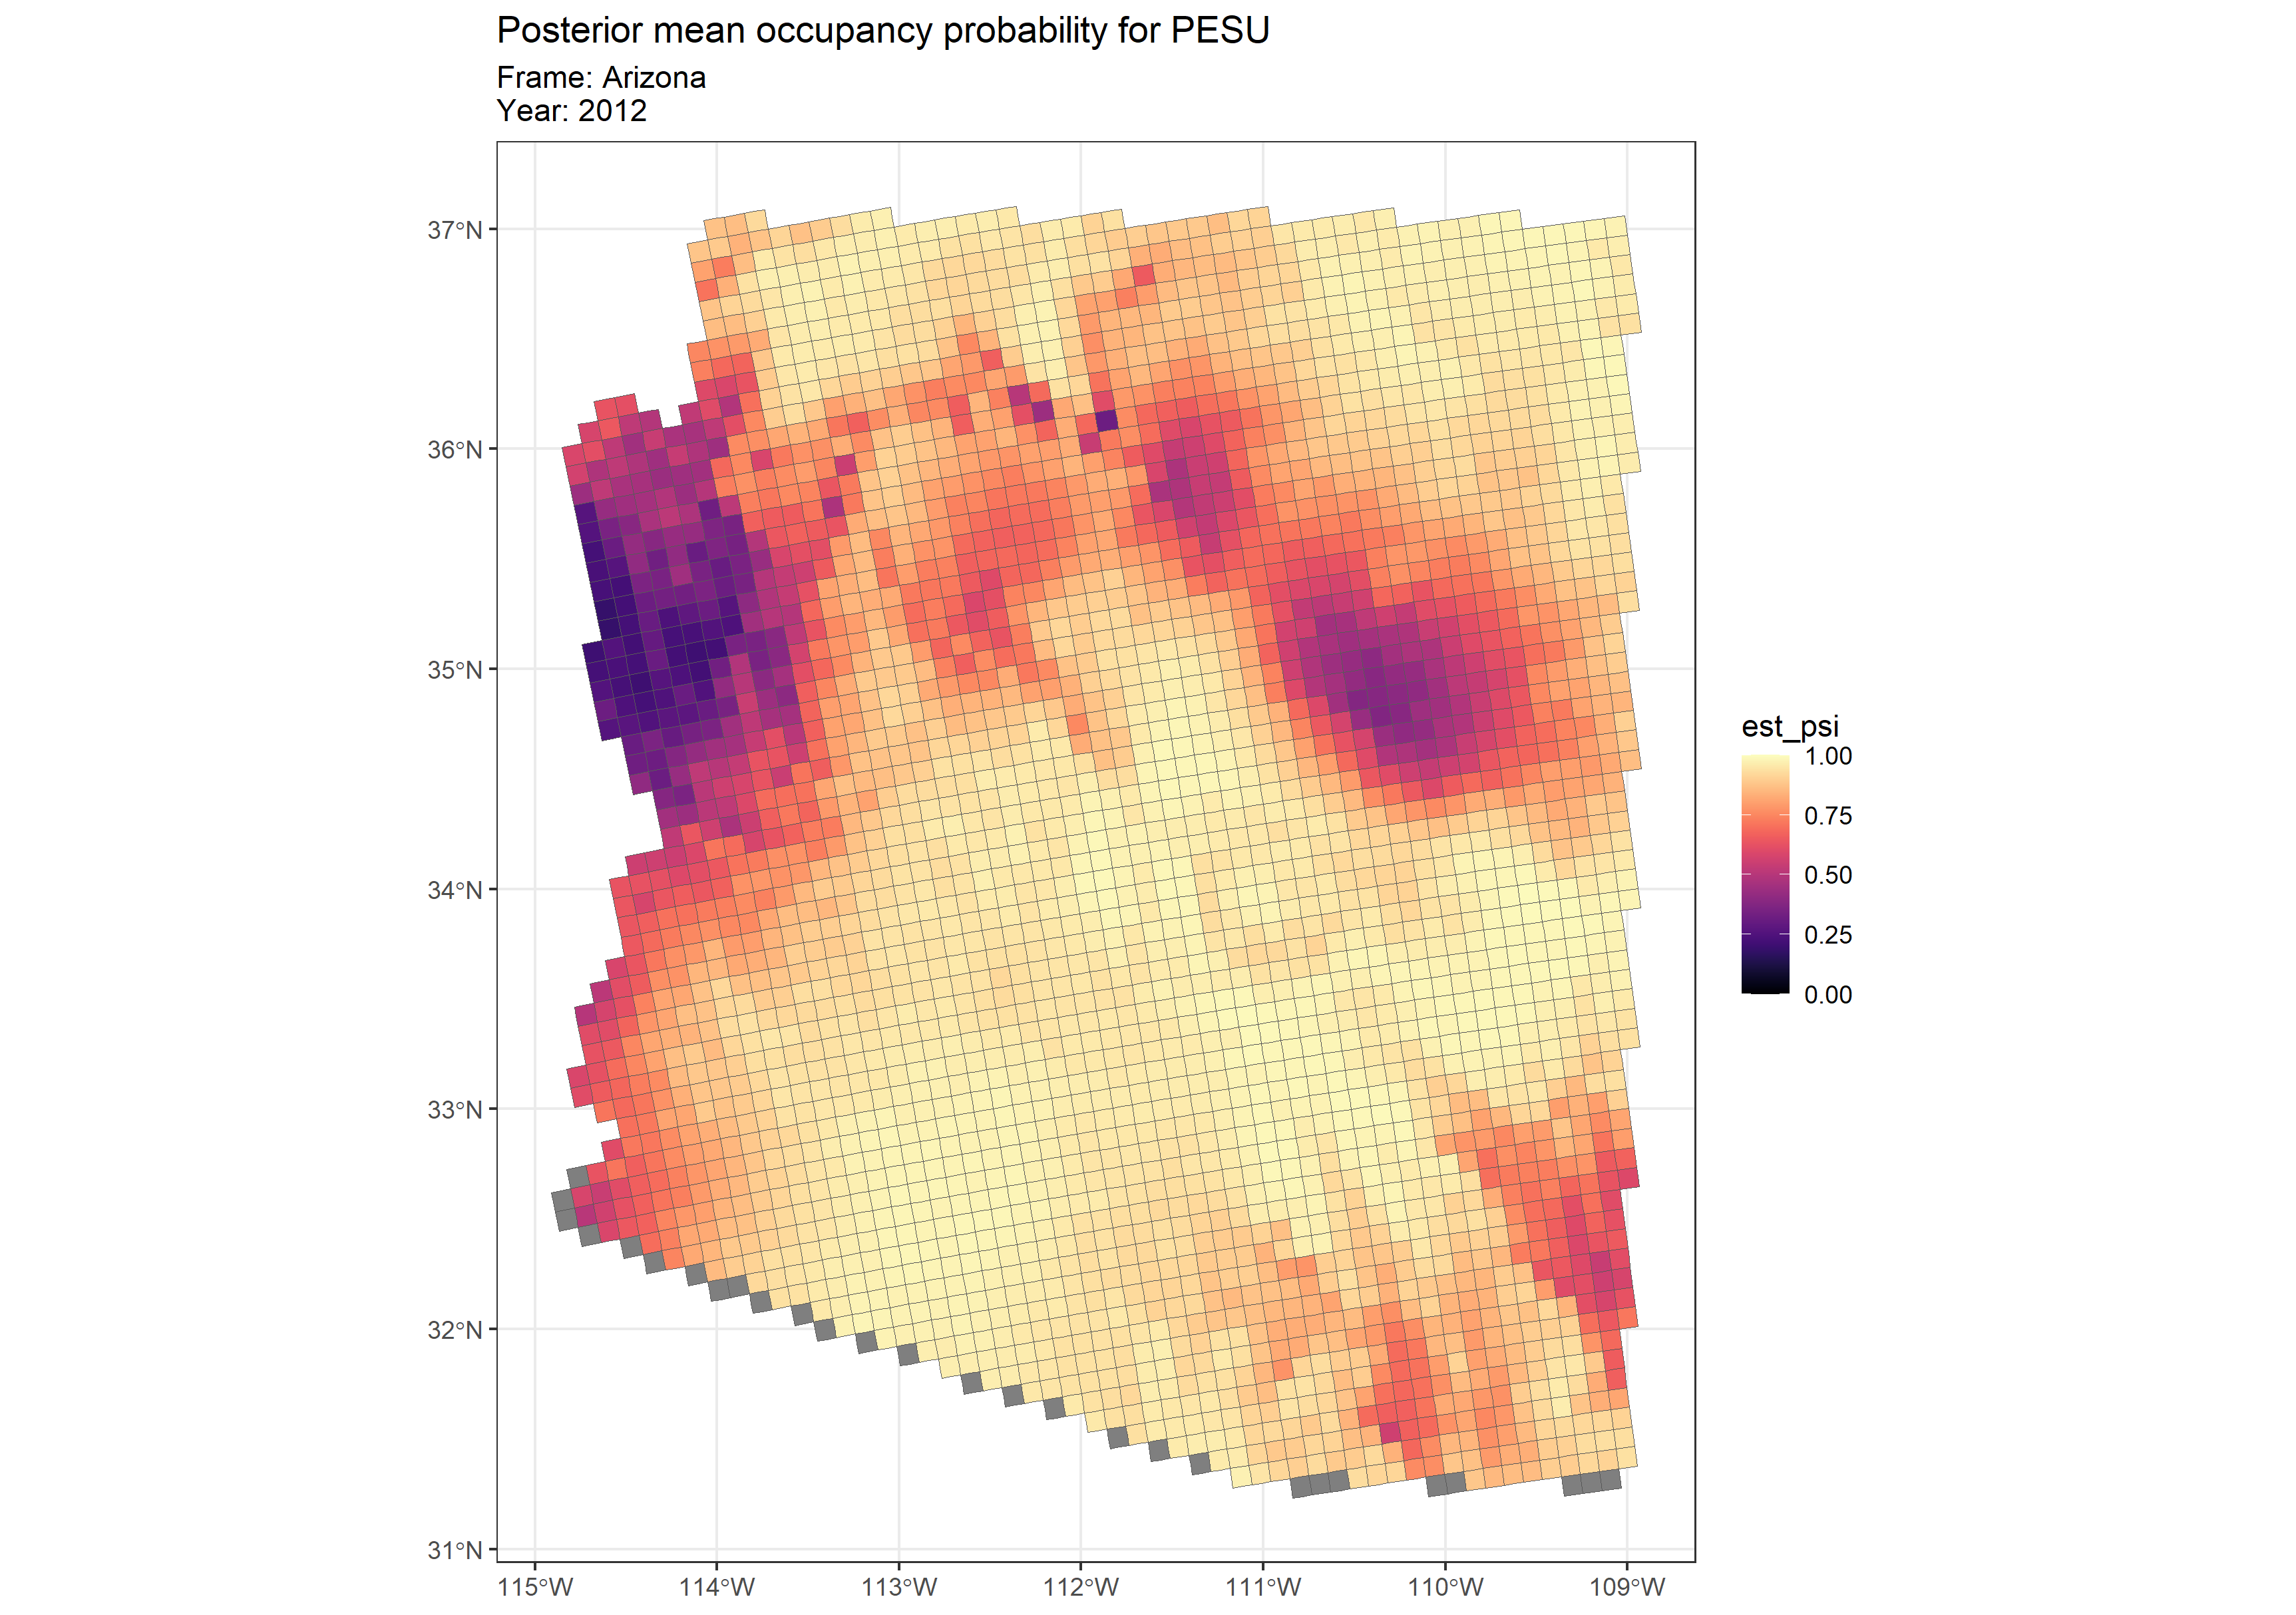 Posterior mean occupancy probability for PESU
Frame: Arizona
Year: 2012
37°N
36°N
35°N
34°N
33°N
32°N
31°N
115°W
114°W
113°W
112°W
111°W
110°W
109°W
est_psi
1.00
0.75
0.50
0.25
0.00